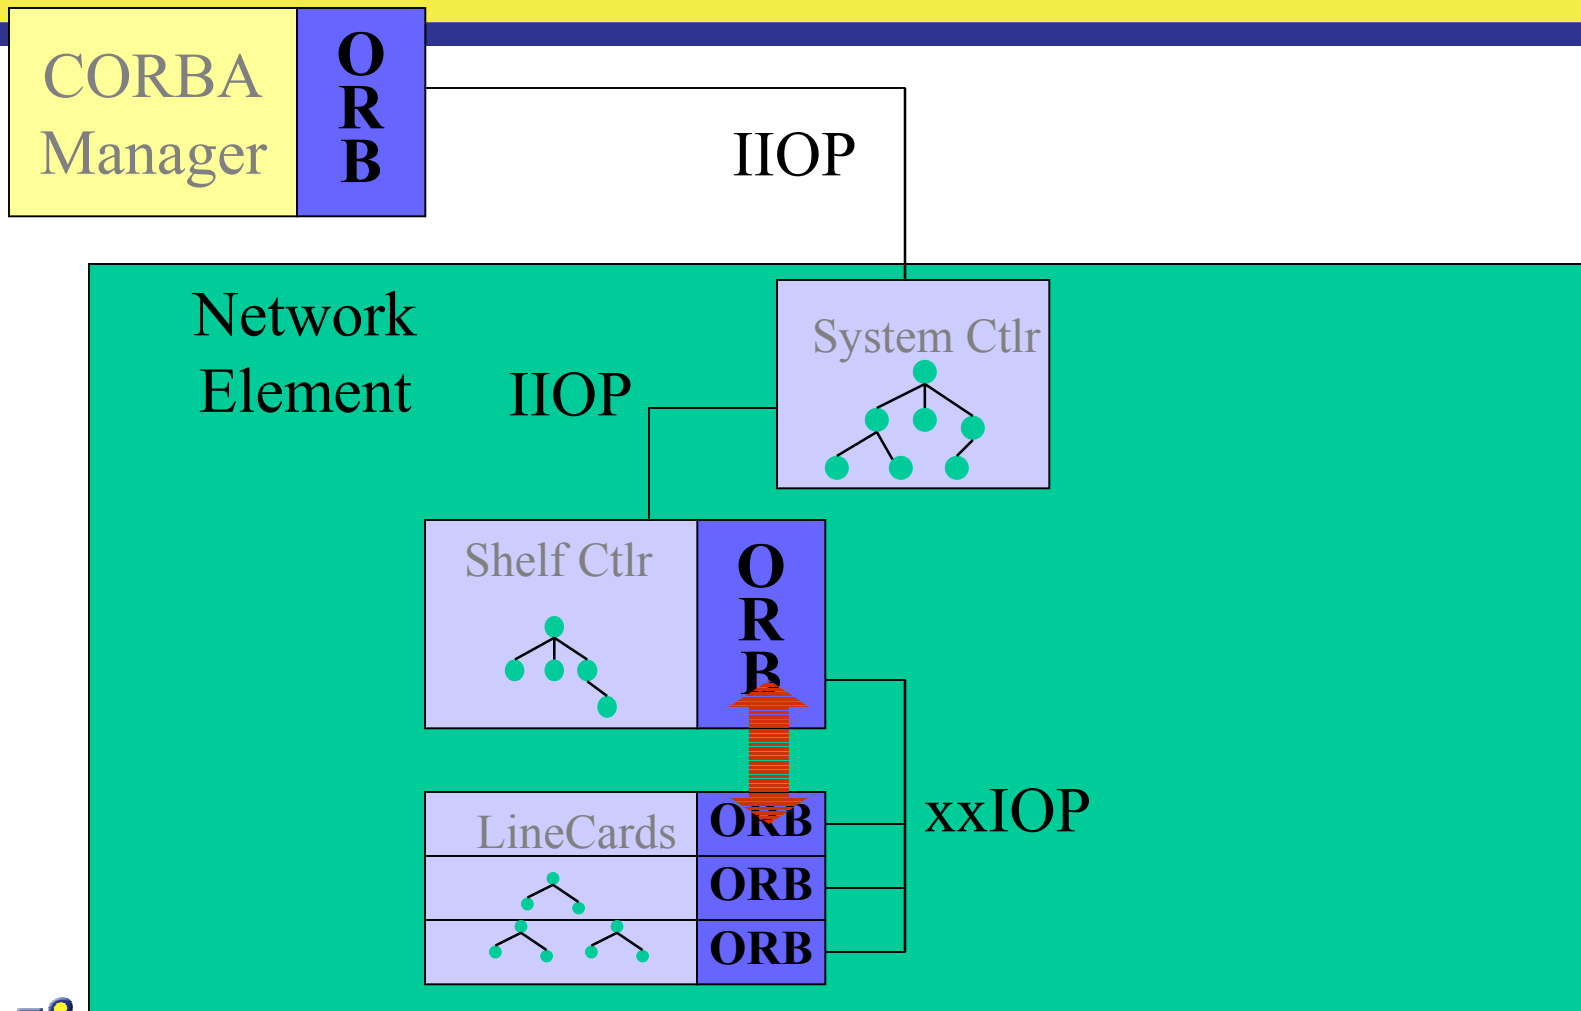 CORBA
Manager
O
R
B
IIOP
Network
Element
IIOP
System Ctlr
Shelf Ctlr
O
R
B
LineCards
ORB
ORB
ORB
xxIOP